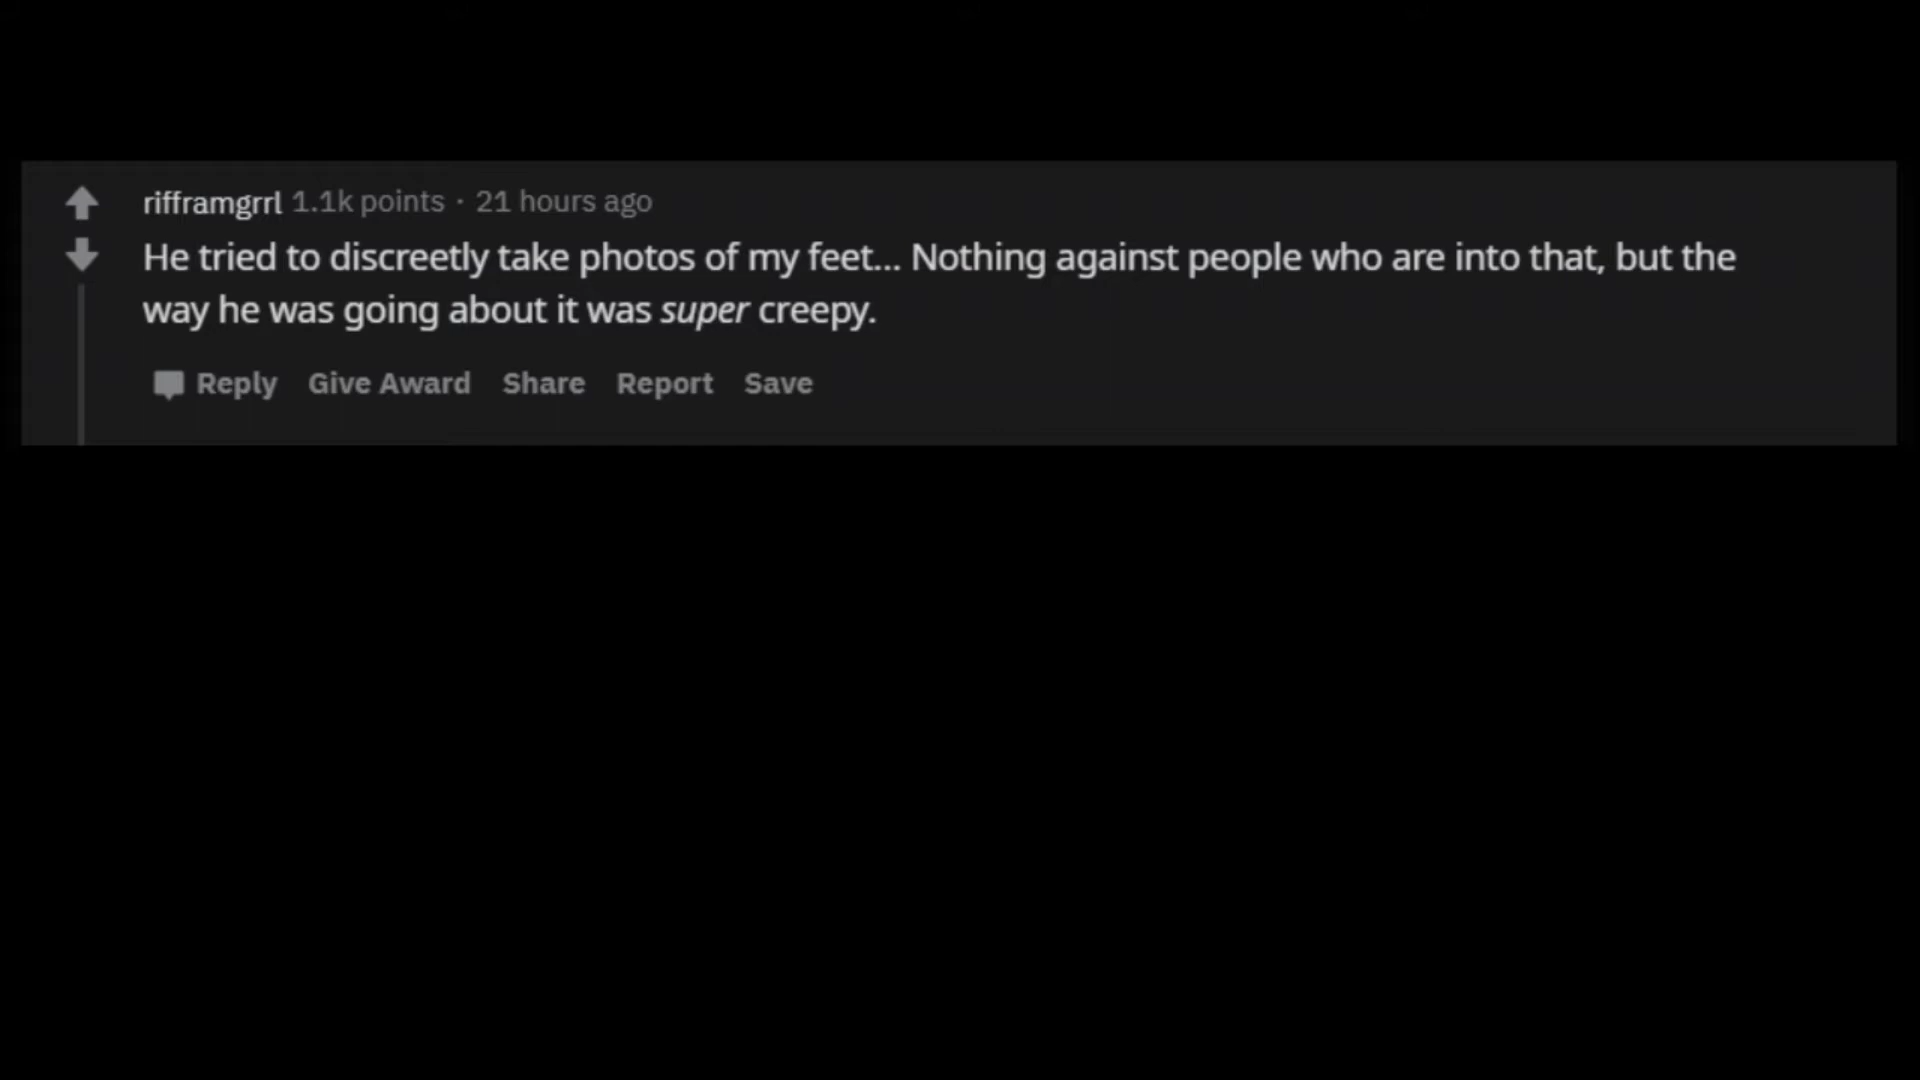 rifframgrrl 1.1k points · 21 hours ago
He tried to discreetly take photos of my feet... Nothing against people who are into that, but the
way he was going about it was super creepy.
Reply Give Award Share Report Save